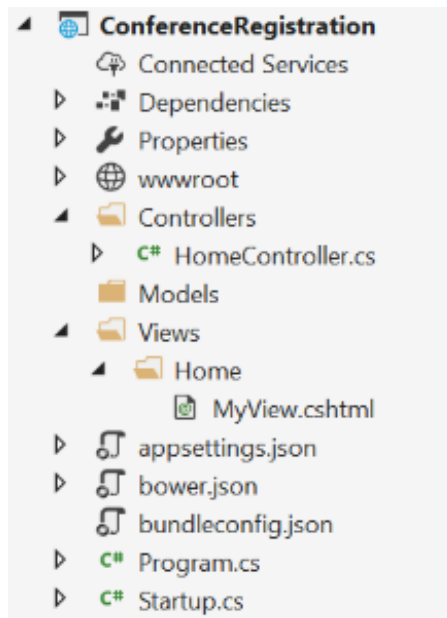 ConferenceRegistration
Connected Services
Dependencies
Properties
wwwroot
Controllers
C# HomeController.cs
Models
Views
Home
MyView.cshtml
appsettings.json
bower.json
bundleconfig.json
C# Program.cs
C# Startup.cs